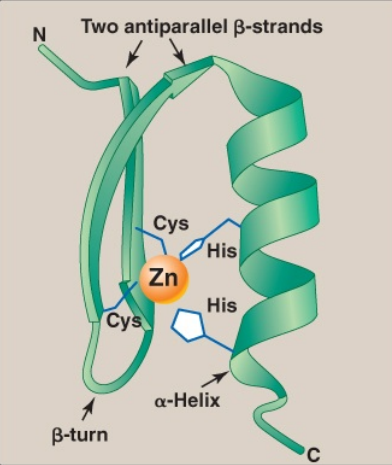 N
Two antiparallel β-strands
Cys
His
Zn
His
Cys
α-Helix
β-turn
C